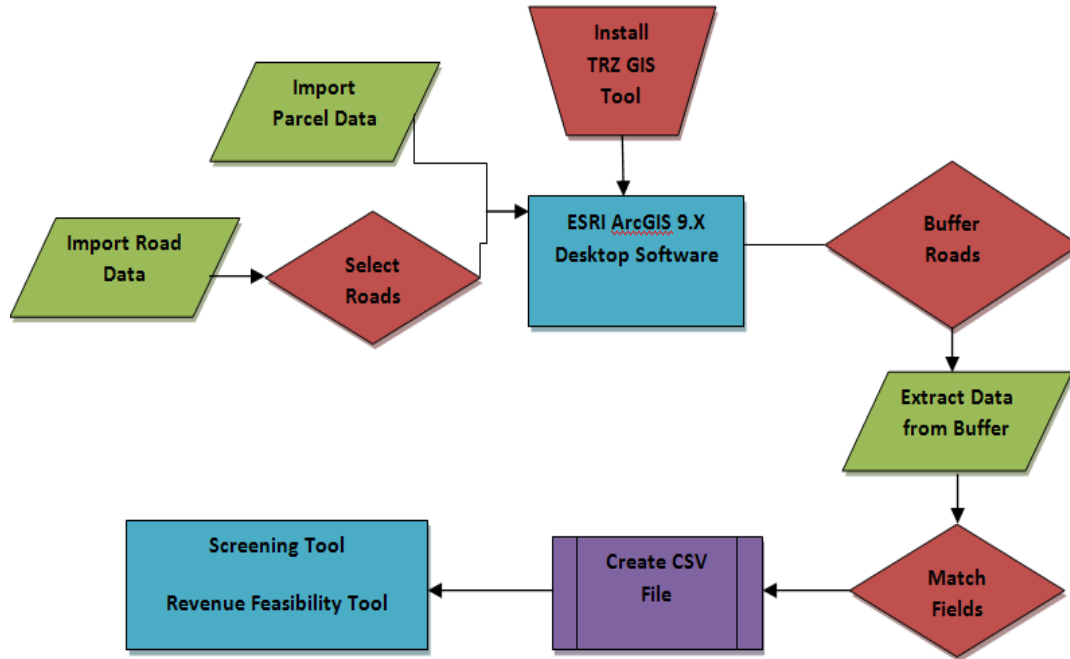 Install
TRZ GIS
Tool
Import
Parcel Data
Import Road
Data
Select
Roads
ESRI ArcGIS 9.X
Desktop Software
Buffer
Roads
Extract Data
from Buffer
Match
Fields
Create CSV
File
Screening Tool
Revenue Feasibility Tool